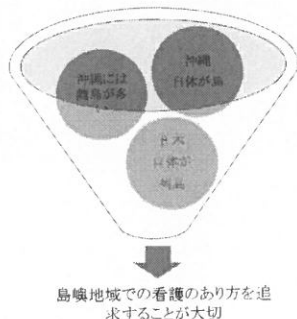 沖縄には
離島が多
い
沖縄
自体が島
日本
自体が
列島
島嶼地域での看護のあり方を追
求することが大切